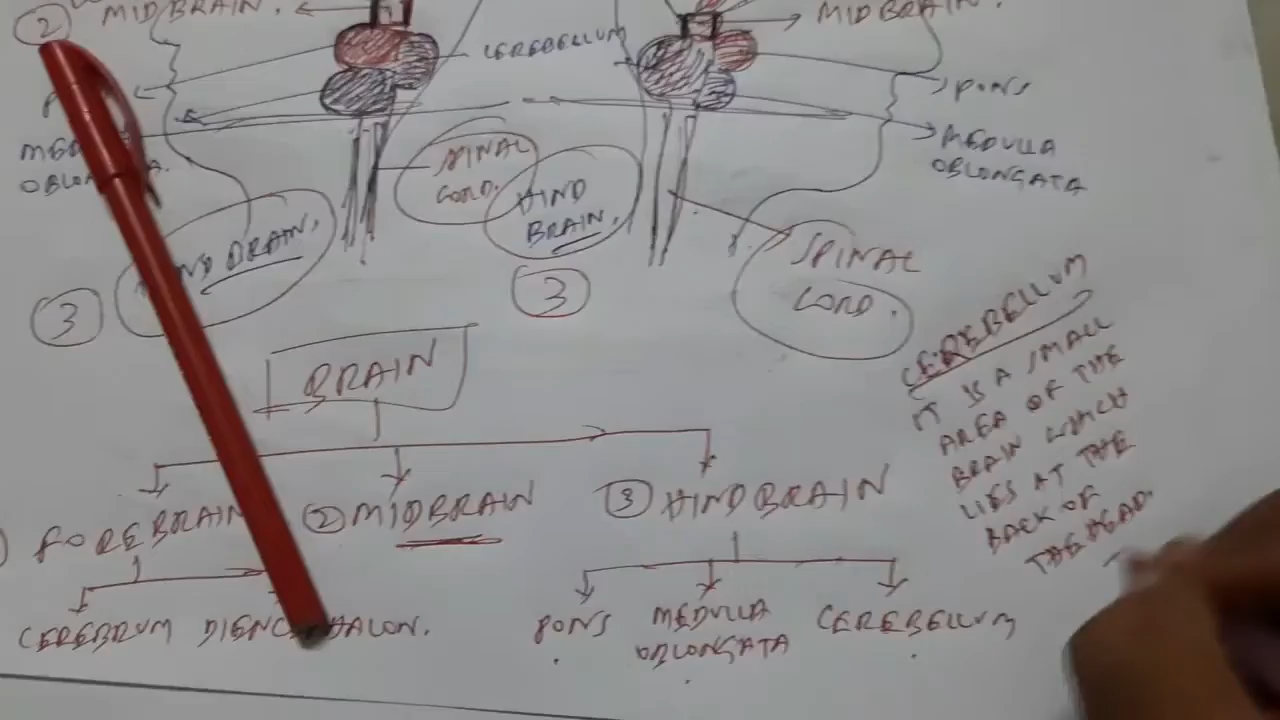 ②
MIDBRAIN.
MIDBRAIN.
CEREBELLUM
PONS
MEDULLA
OBLONGATA
SPINAL
CORD.
HIND
BRAIN.
③
③
SPINAL
CORD.
BRAIN
FOREBRAIN
② MIDBRAIN
③ HINDBRAIN
CEREBRUM
PONS
MEDULLA
OBLONGATA
CEREBELLUM
CEREBELLUM
IT IS A SMALL
AREA OF THE
BRAIN WHICH
LIES AT THE
BACK OF
THE HEAD.